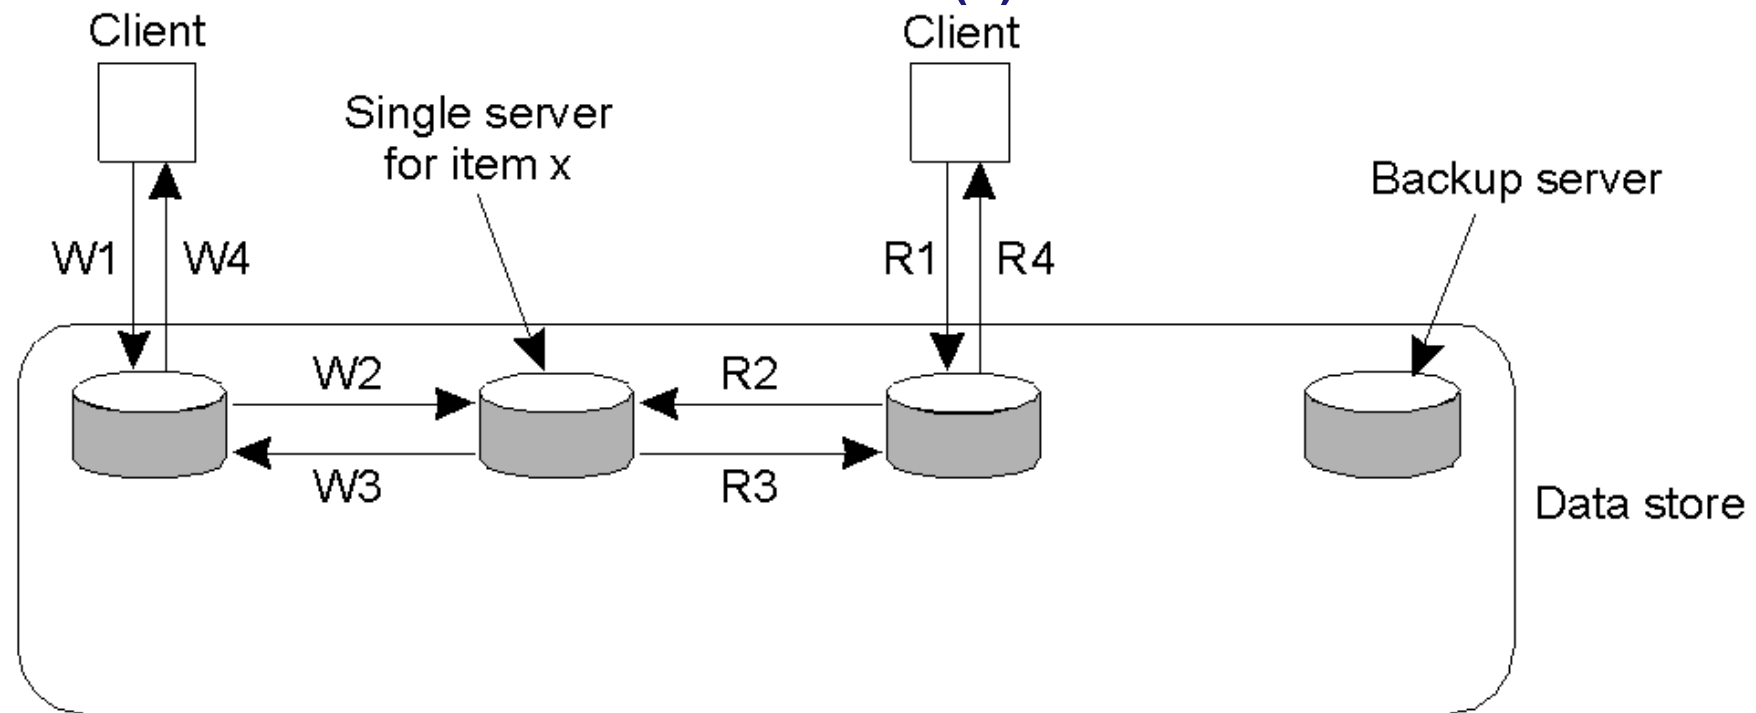 Client
Client
Single server
for item x
Backup server
W1
W4
R1
R4
W2
R2
W3
R3
Data store